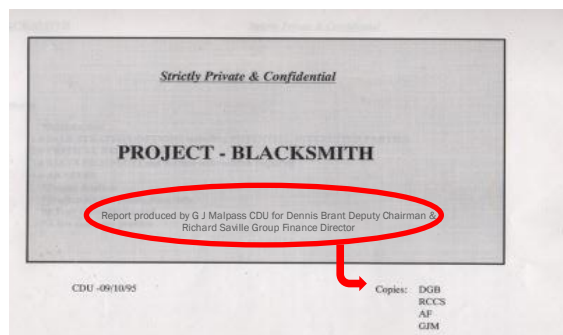 Strictly Private & Confidential
PROJECT - BLACKSMITH
Report produced by G J Malpass CDU for Dennis Brant Deputy Chairman &
Richard Saville Group Finance Director
CDU -09/10/95
Copies: DGB
RCCS
AF
GJM